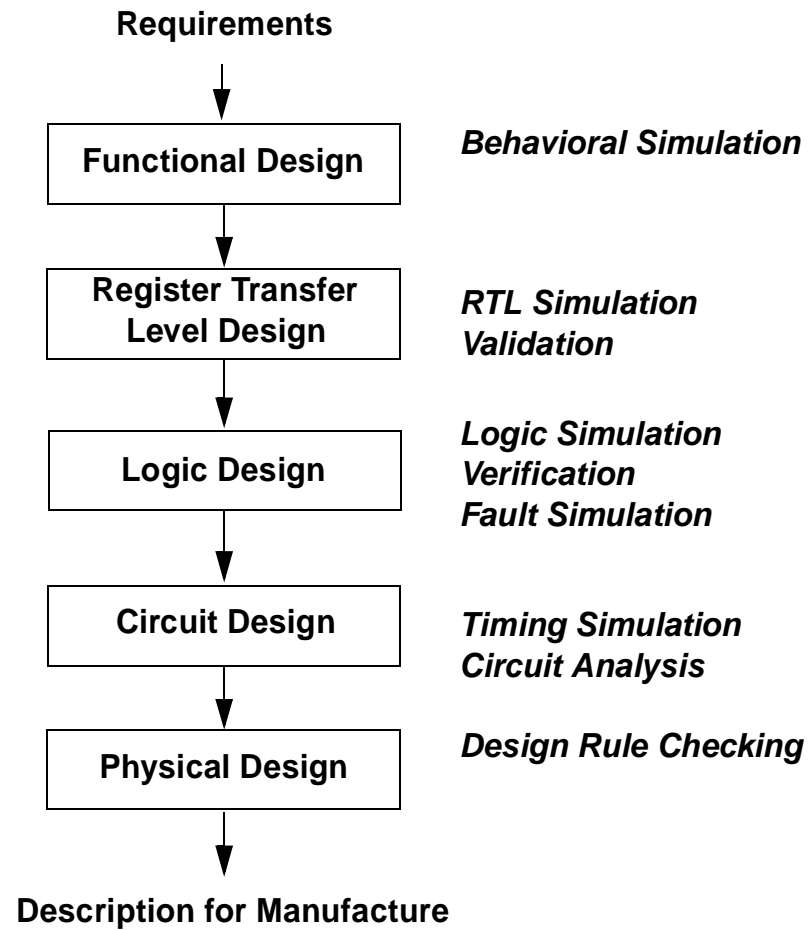 Requirements
Functional Design
Behavioral Simulation
Register Transfer
Level Design
RTL Simulation
Validation
Logic Design
Logic Simulation
Verification
Fault Simulation
Circuit Design
Timing Simulation
Circuit Analysis
Physical Design
Design Rule Checking
Description for Manufacture